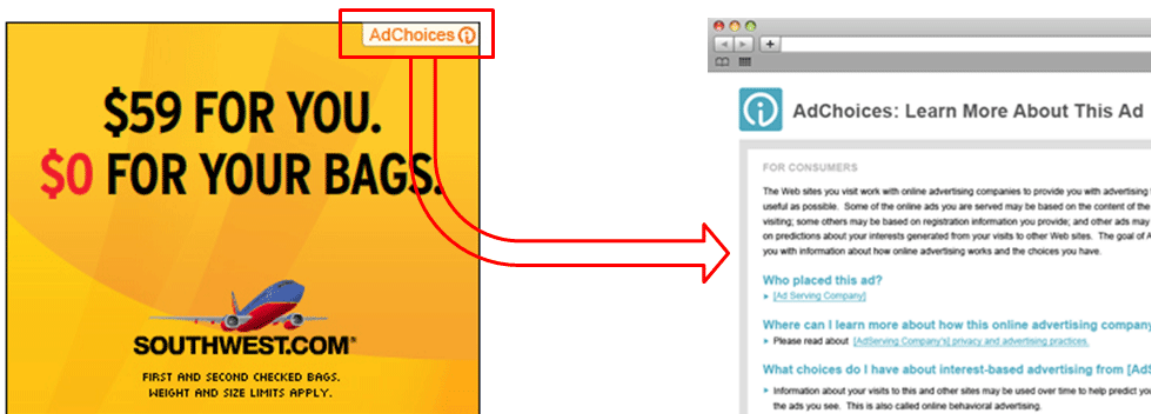 AdChoices
$59 FOR YOU.
$0 FOR YOUR BAGS.
SOUTHWEST.COM®
FIRST AND SECOND CHECKED BAGS.
WEIGHT AND SIZE LIMITS APPLY.
AdChoices: Learn More About This Ad
FOR CONSUMERS
The Web sites you visit work with online advertising companies to provide you with advertising
useful as possible. Some of the online ads you are served may be based on the content of the
visiting; some others may be based on registration information you provide; and other ads may
on predictions about your interests generated from your visits to other Web sites. The goal of A
you with information about how online advertising works and the choices you have.
Who placed this ad?
[Ad Serving Company]
Where can I learn more about how this online advertising company
Please read about [AdServing Company's] privacy and advertising practices.
What choices do I have about interest-based advertising from [AdS
Information about your visits to this and other sites may be used over time to help predict you
the ads you see. This is also called online behavioral advertising.